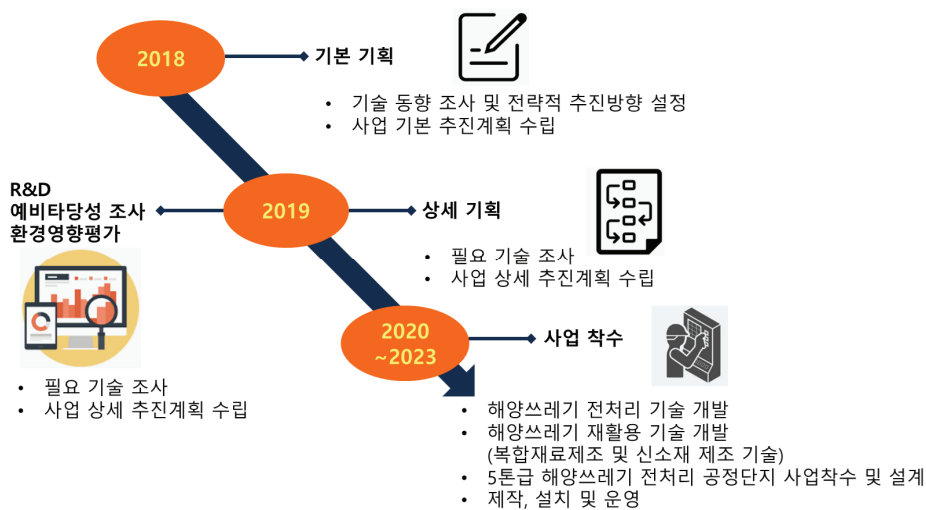 2018
기본 기획
• 기술 동향 조사 및 전략적 추진방향 설정
• 사업 기본 추진계획 수립
R&D
예비타당성 조사
환경영향평가
2019
상세 기획
• 필요 기술 조사
• 사업 상세 추진계획 수립
• 필요 기술 조사
• 사업 상세 추진계획 수립
2020
~2023
사업 착수
• 해양쓰레기 전처리 기술 개발
• 해양쓰레기 재활용 기술 개발
(복합재료제조 및 신소재 제조 기술)
• 5톤급 해양쓰레기 전처리 공정단지 사업착수 및 설계
• 제작, 설치 및 운영